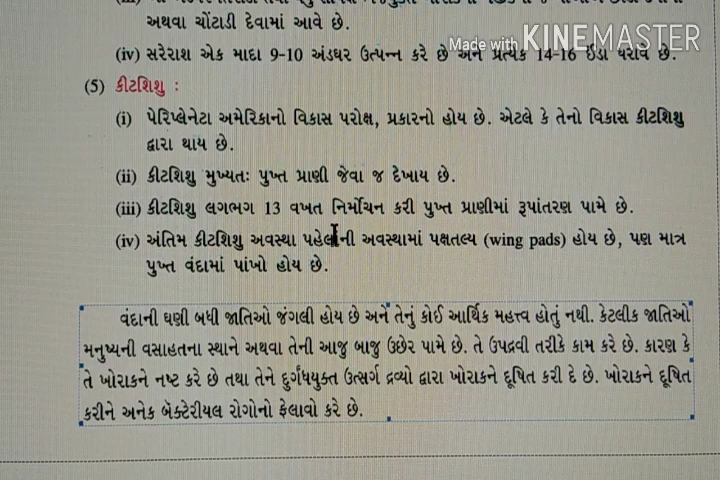 અથવા ચોંટાડી દેવામાં આવે છે.
Made with KINEMASTER
(iv) સરેરાશ એક માદા 9-10 અંડઘર ઉત્પન્ન કરે છે અને પ્રત્યેક 14-16 ઈંડા ધરાવે છે.
(5) કીટશિશુ :
(i) પેરિપ્લેનેટા અમેરિકાનો વિકાસ પરોક્ષ, પ્રકારનો હોય છે. એટલે કે તેનો વિકાસ કીટશિશુ
દ્વારા થાય છે.
(ii) કીટશિશુ મુખ્યતઃ પુખ્ત પ્રાણી જેવા જ દેખાય છે.
(iii) કીટશિશુ લગભગ 13 વખત નિર્મોચન કરી પુખ્ત પ્રાણીમાં રૂપાંતરણ પામે છે.
(iv) અંતિમ કીટશિશુ અવસ્થા પહેલાની અવસ્થામાં પક્ષતલ્ય (wing pads) હોય છે, પણ માત્ર
પુખ્ત વંદામાં પાંખો હોય છે.
વંદાની ઘણી બધી જાતિઓ જંગલી હોય છે અને તેનું કોઈ આર્થિક મહત્ત્વ હોતું નથી. કેટલીક જાતિઓ
મનુષ્યની વસાહતના સ્થાને અથવા તેની આજુ બાજુ ઉછેર પામે છે. તે ઉપદ્રવી તરીકે કામ કરે છે. કારણ કે
તે ખોરાકને નષ્ટ કરે છે તથા તેને દુર્ગંધયુક્ત ઉત્સર્ગ દ્રવ્યો દ્વારા ખોરાકને દૂષિત કરી દે છે. ખોરાકને દૂષિત
કરીને અનેક બૅક્ટેરીયલ રોગોનો ફેલાવો કરે છે.